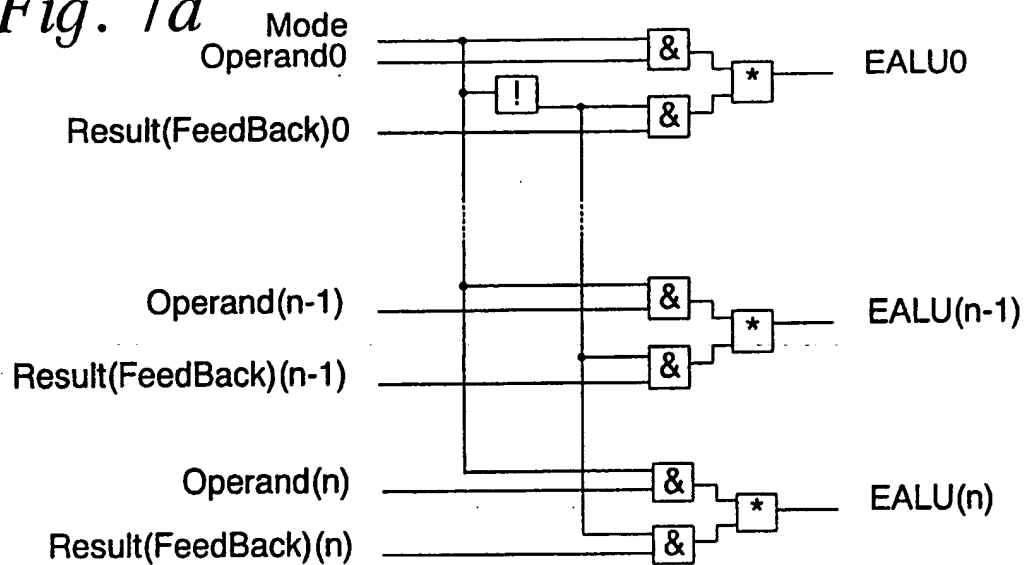 Fig. 7a
Mode
Operand0
&
*
EALU0
!
Result(FeedBack)0
&
Operand(n-1)
&
*
EALU(n-1)
Result(FeedBack)(n-1)
&
Operand(n)
&
*
EALU(n)
Result(FeedBack)(n)
&